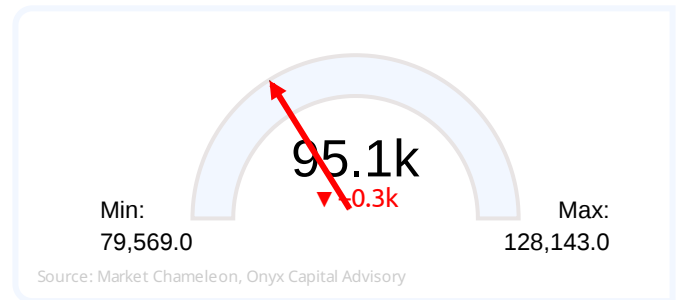 95.1k
▼ -0.3k
Min:
79,569.0
Max:
128,143.0
Source: Market Chameleon, Onyx Capital Advisory